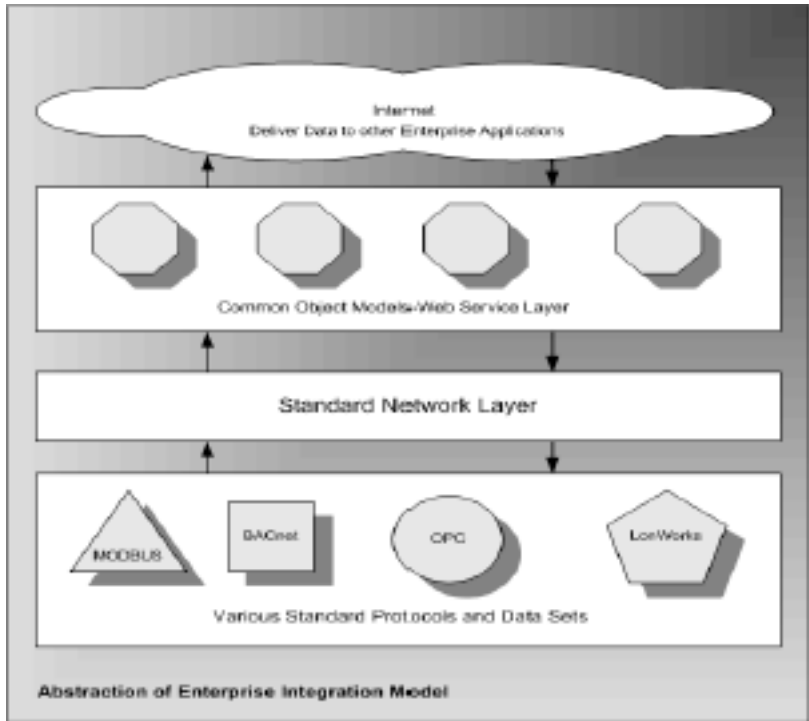 Internet
Deliver Data to other Enterprise Applications
Common Object Models-Web Service Layer
Standard Network Layer
MODBUS
BACnet
OPC
LonWorks
Various Standard Protocols and Data Sets
Abstraction of Enterprise Integration Model